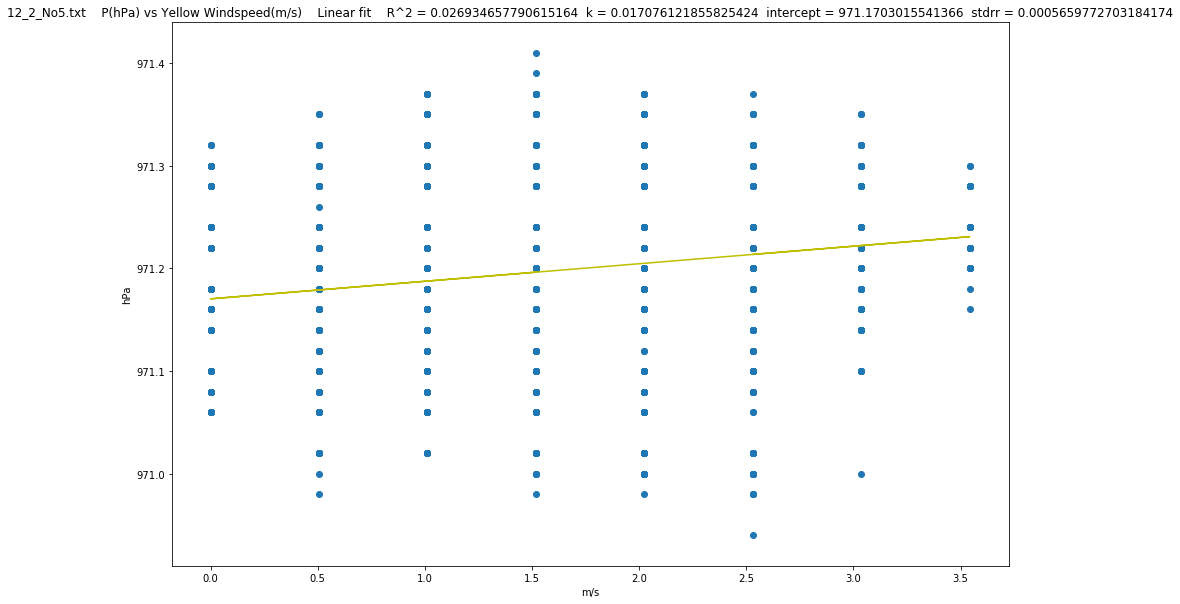 12_2_No5.txt    P(hPa) vs Yellow Windspeed(m/s)    Linear fit    R^2 = 0.026934657790615164  k = 0.017076121855825424  intercept = 971.1703015541366  stdrr = 0.0005659772703184174
971.4
971.3
971.2
971.1
971.0
hPa
0.0 0.5 1.0 1.5 2.0 2.5 3.0 3.5
m/s